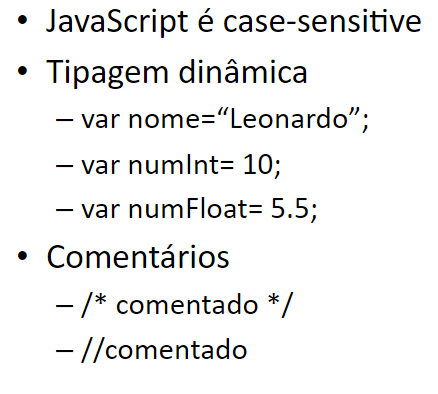 • JavaScript é case-sensitive
• Tipagem dinâmica
– var nome=“Leonardo”;
– var numInt= 10;
– var numFloat= 5.5;
• Comentários
– /* comentado */
– //comentado